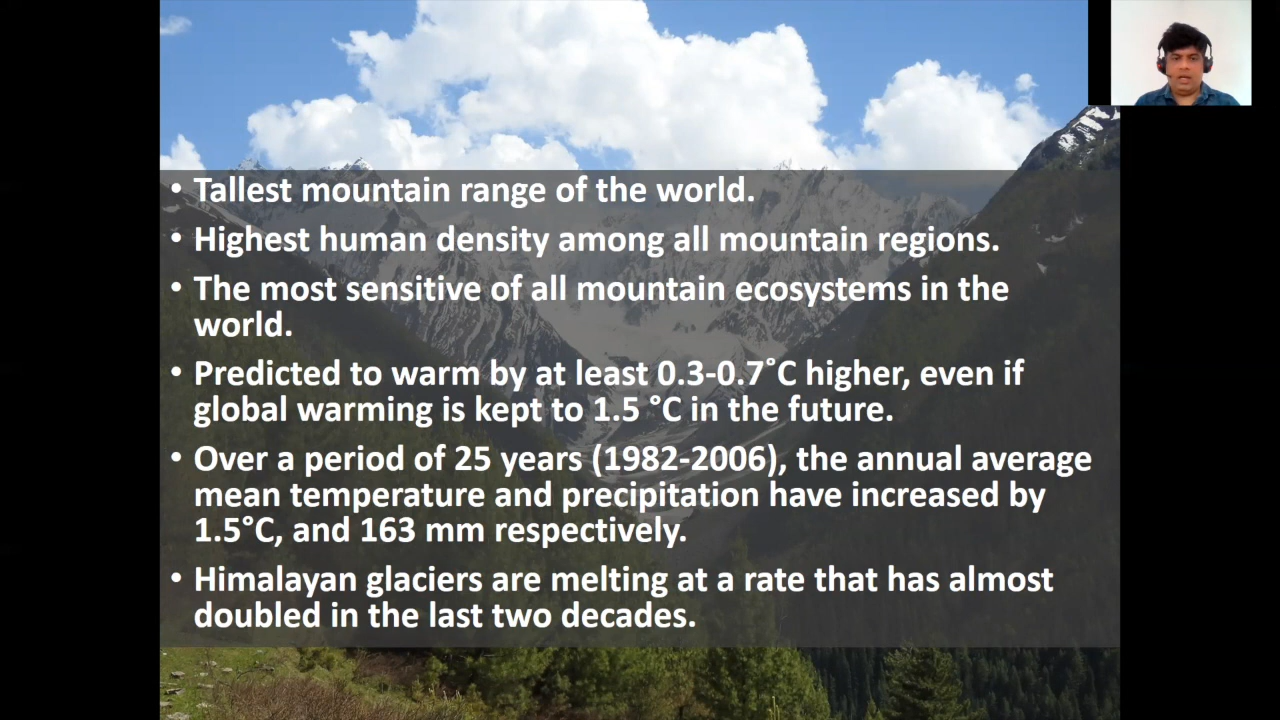 • Tallest mountain range of the world.
• Highest human density among all mountain regions.
• The most sensitive of all mountain ecosystems in the
world.
• Predicted to warm by at least 0.3-0.7˚C higher, even if
global warming is kept to 1.5 °C in the future.
• Over a period of 25 years (1982-2006), the annual average
mean temperature and precipitation have increased by
1.5°C, and 163 mm respectively.
• Himalayan glaciers are melting at a rate that has almost
doubled in the last two decades.